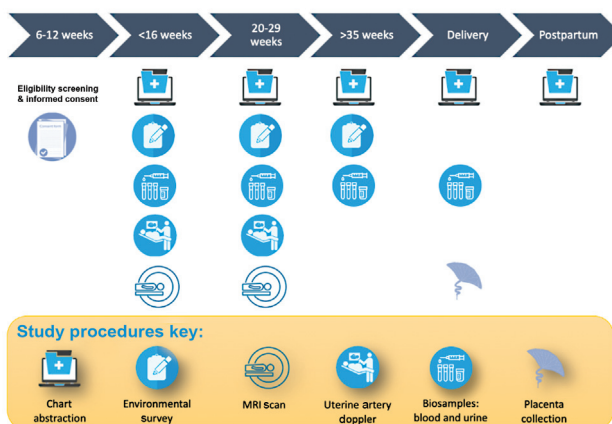 6-12 weeks
<16 weeks
20-29
weeks
>35 weeks
Delivery
Postpartum
Eligibility screening
& informed consent
Study procedures key:
Chart
abstraction
Environmental
survey
MRI scan
Uterine artery
doppler
Biosamples:
blood and urine
Placenta
collection